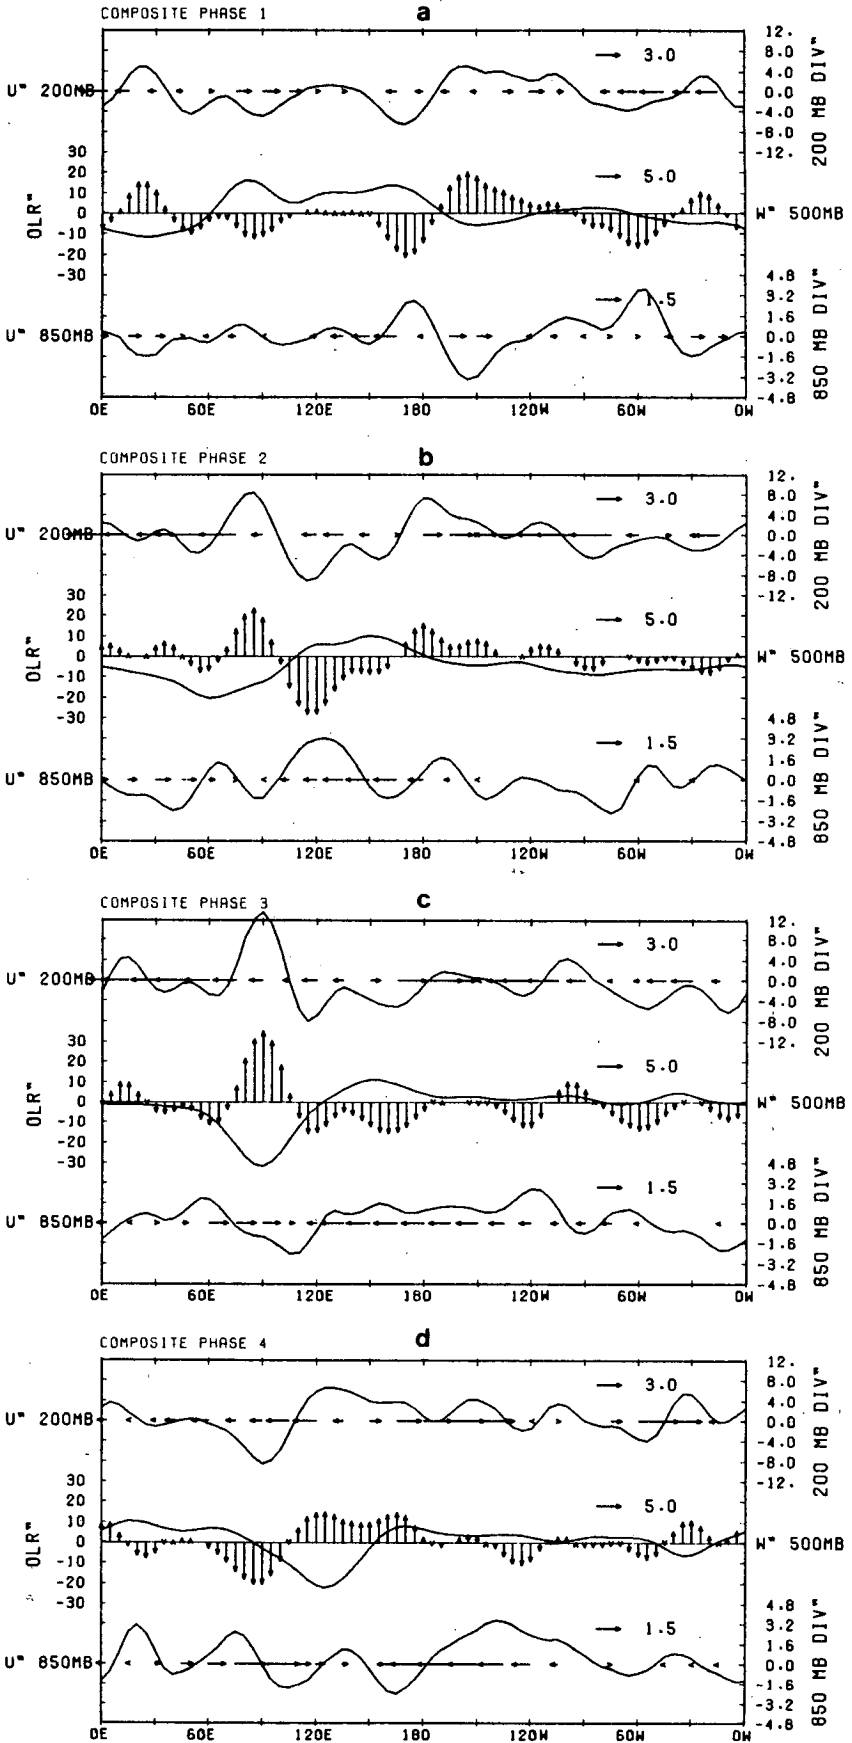 COMPOSITE PHASE 1
a
12.
8.0
4.0
0.0
-4.0
-8.0
-12.
200 MB DIV"
3.0
U" 200MB
30
20
10
0
-10
-20
-30
OLR"
5.0
W" 500MB
4.8
3.2
1.6
0.0
-1.6
-3.2
-4.8
850 MB DIV"
1.5
U" 850MB
0E 60E 120E 180 120W 60W 0W
COMPOSITE PHASE 2
b
12.
8.0
4.0
0.0
-4.0
-8.0
-12.
200 MB DIV"
3.0
U" 200MB
30
20
10
0
-10
-20
-30
OLR"
5.0
W" 500MB
4.8
3.2
1.6
0.0
-1.6
-3.2
-4.8
850 MB DIV"
1.5
U" 850MB
0E 60E 120E 180 120W 60W 0W
COMPOSITE PHASE 3
c
12.
8.0
4.0
0.0
-4.0
-8.0
-12.
200 MB DIV"
3.0
U" 200MB
30
20
10
0
-10
-20
-30
OLR"
5.0
W" 500MB
4.8
3.2
1.6
0.0
-1.6
-3.2
-4.8
850 MB DIV"
1.5
U" 850MB
0E 60E 120E 180 120W 60W 0W
COMPOSITE PHASE 4
d
12.
8.0
4.0
0.0
-4.0
-8.0
-12.
200 MB DIV"
3.0
U" 200MB
30
20
10
0
-10
-20
-30
OLR"
5.0
W" 500MB
4.8
3.2
1.6
0.0
-1.6
-3.2
-4.8
850 MB DIV"
1.5
U" 850MB
0E 60E 120E 180 120W 60W 0W